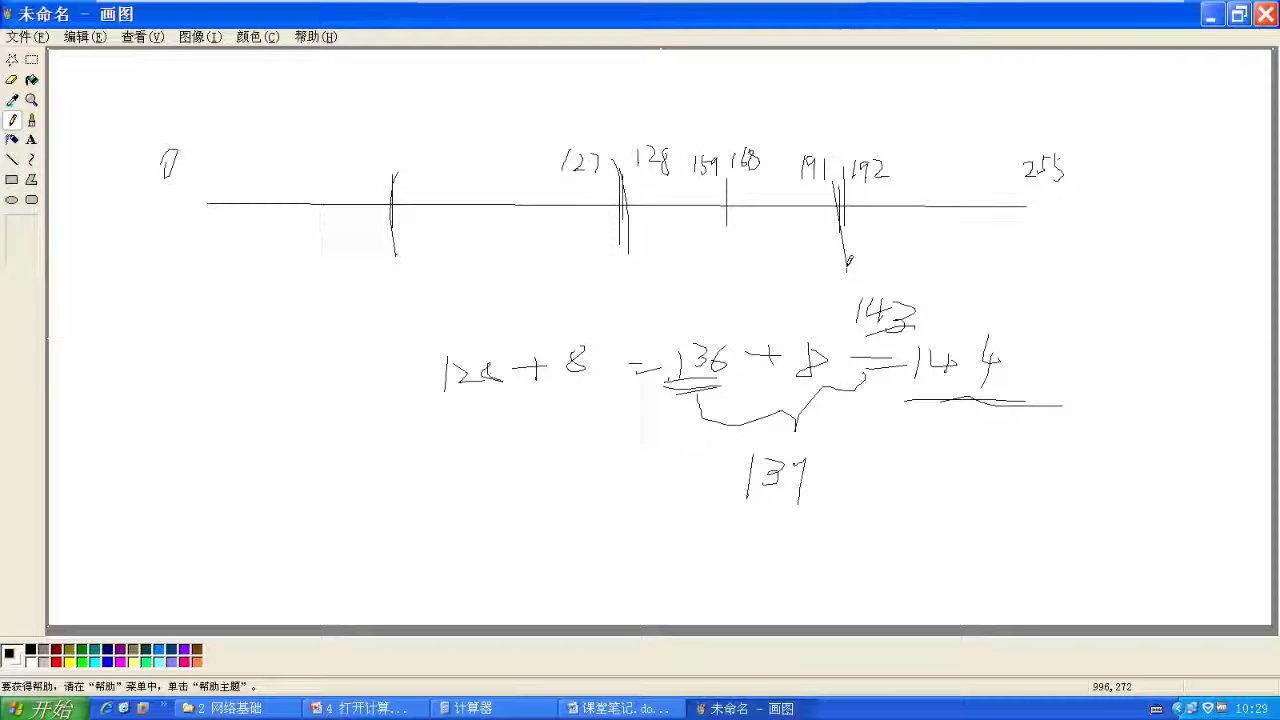 未命名 - 画图
文件(F) 编辑(E) 查看(V) 图像(I) 颜色(C) 帮助(H)
0 127 128 159 160 191 192 255
143
128 + 8 = 136 + 8 = 144
137
要获得帮助,请在“帮助”菜单中,单击“帮助主题”。 996,272
开始 2 网络基础 4 打开计算... 计算器 课堂笔记.do... 未命名 - 画图 10:29